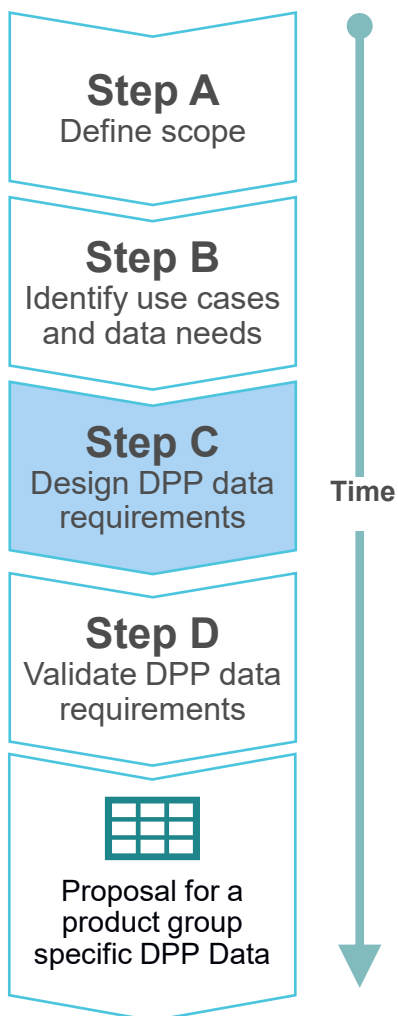 Step A
Define scope
Step B
Identify use cases
and data needs
Step C
Design DPP data
requirements
Time
Step D
Validate DPP data
requirements
Proposal for a
product group
specific DPP Data